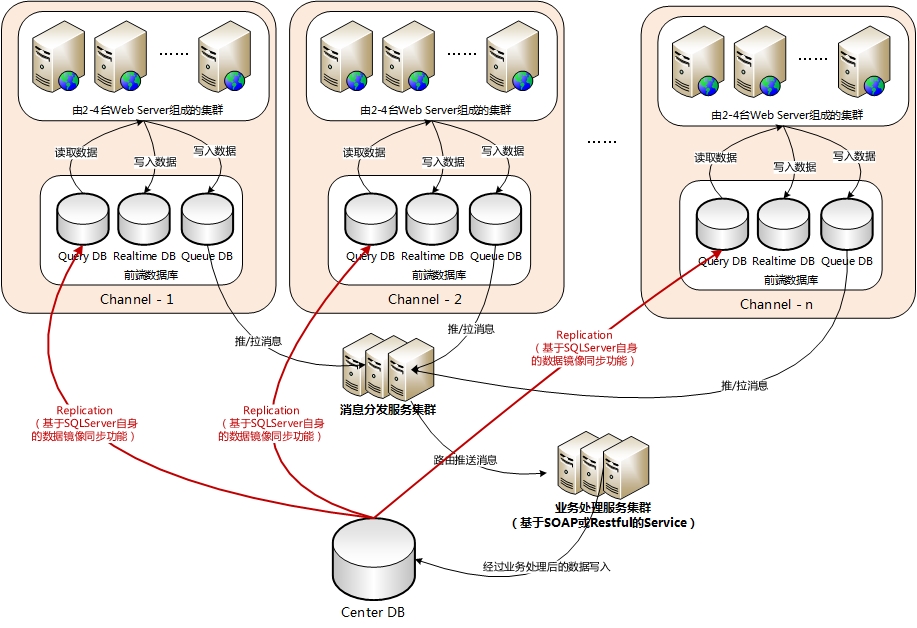 ......
......
......
由2-4台Web Server组成的集群
由2-4台Web Server组成的集群
由2-4台Web Server组成的集群
......
读取数据
写入数据
写入数据
读取数据
写入数据
写入数据
读取数据
写入数据
写入数据
Query DB
Realtime DB
Queue DB
前端数据库
Channel - 1
Query DB
Realtime DB
Queue DB
前端数据库
Channel - 2
Query DB
Realtime DB
Queue DB
前端数据库
Channel - n
推/拉消息
推/拉消息
Replication
（基于SQLServer自身
的数据镜像同步功能）
推/拉消息
消息分发服务集群
Replication
（基于SQLServer自身
的数据镜像同步功能）
Replication
（基于SQLServer自身
的数据镜像同步功能）
路由推送消息
业务处理服务集群
（基于SOAP或Restful的Service）
经过业务处理后的数据写入
Center DB